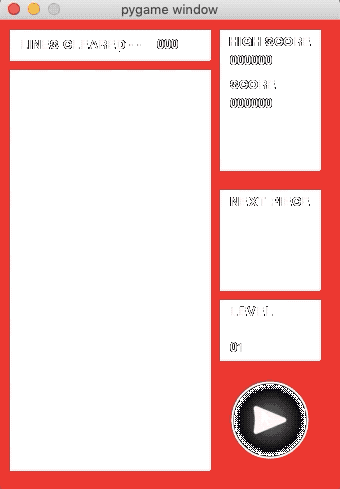 pygame window
LINES CLEARED --- 000
HIGH SCORE
000000
SCORE
000000
NEXT PIECE
LEVEL
01